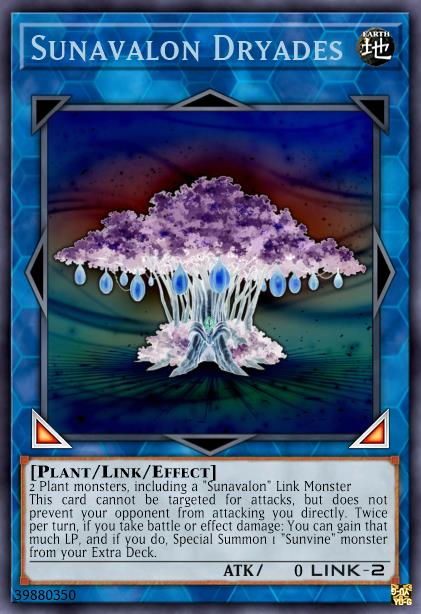 SUNAVALON DRYADES
EARTH
地
[PLANT/LINK/EFFECT]
2 Plant monsters, including a "Sunavalon" Link Monster
This card cannot be targeted for attacks, but does not
prevent your opponent from attacking you directly. Twice
per turn, if you take battle or effect damage: You can gain that
much LP, and if you do, Special Summon 1 "Sunvine" monster
from your Extra Deck.
ATK/ 0 LINK-2
39880350